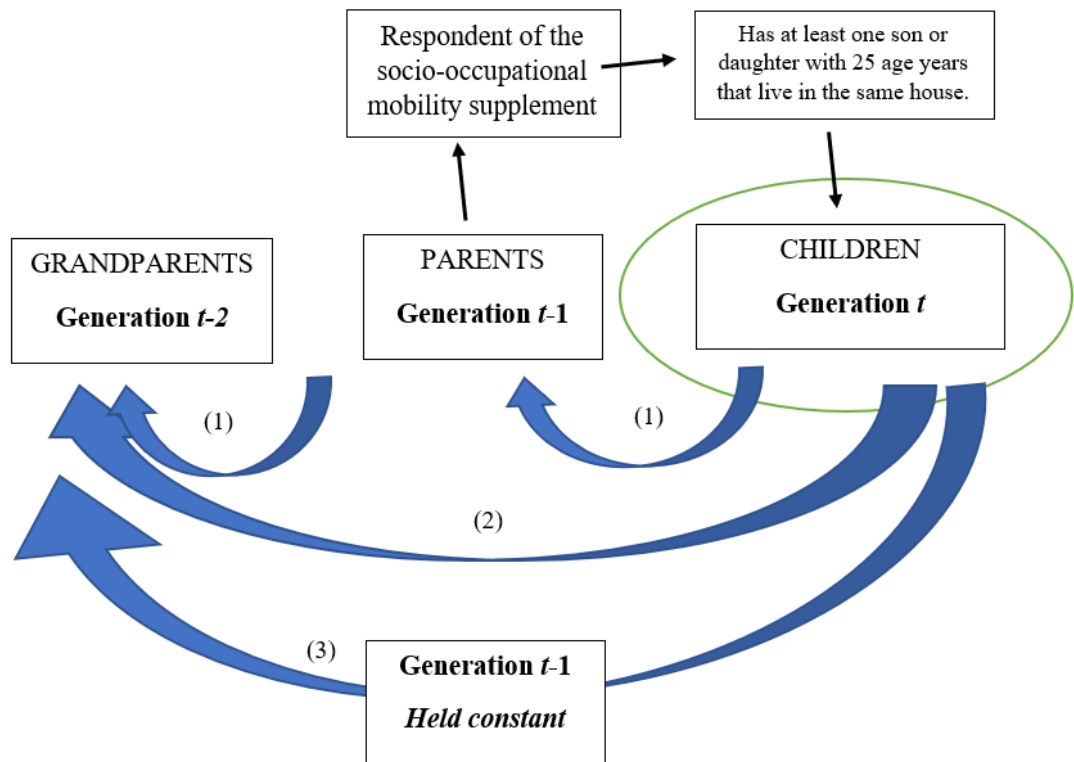 Respondent of the
socio-occupational
mobility supplement
Has at least one son or
daughter with 25 age years
that live in the same house.
GRANDPARENTS
Generation t-2
PARENTS
Generation t-1
CHILDREN
Generation t
(1)
(1)
(2)
(3)
Generation t-1
Held constant